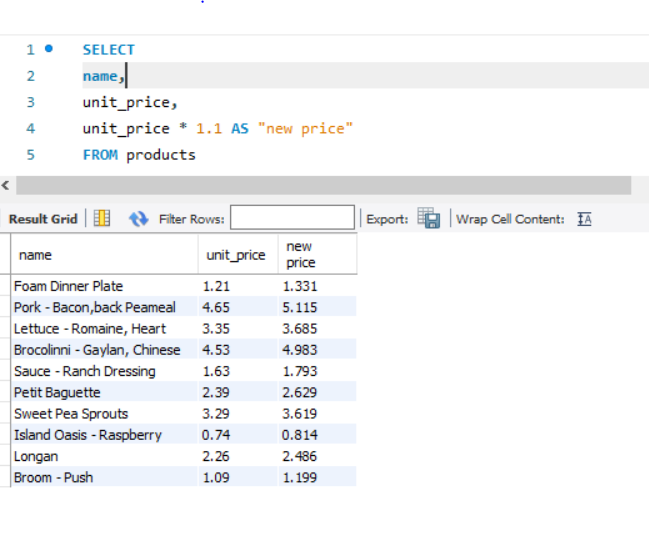 1 SELECT
2 name,
3 unit_price,
4 unit_price * 1.1 AS "new price"
5 FROM products
Result Grid Filter Rows: Export: Wrap Cell Content: IA
name unit_price new price
Foam Dinner Plate 1.21 1.331
Pork - Bacon,back Peameal 4.65 5.115
Lettuce - Romaine, Heart 3.35 3.685
Brocolinni - Gaylan, Chinese 4.53 4.983
Sauce - Ranch Dressing 1.63 1.793
Petit Baguette 2.39 2.629
Sweet Pea Sprouts 3.29 3.619
Island Oasis - Raspberry 0.74 0.814
Longan 2.26 2.486
Broom - Push 1.09 1.199